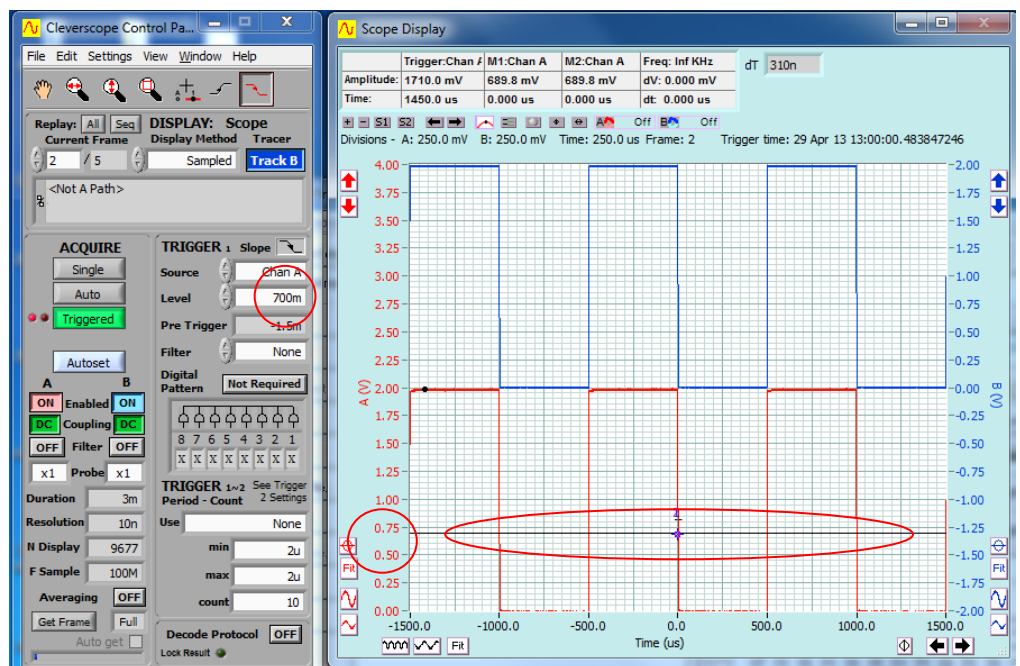 Cleverscope Control Pa...
File Edit Settings View Window Help
Replay: All Seq DISPLAY: Scope
Current Frame Display Method Tracer
2 / 5 Sampled Track B
<Not A Path>
ACQUIRE
Single
Auto
Triggered
Autoset
A B
ON Enabled ON
DC Coupling DC
OFF Filter OFF
x1 Probe x1
Duration 3m
Resolution 10n
N Display 9677
F Sample 100M
Averaging OFF
Get Frame Full
Auto get
TRIGGER 1 Slope
Source Chan A
Level 700m
Pre Trigger -1.5m
Filter None
Digital
Pattern Not Required
8 7 6 5 4 3 2 1
X X X X X X X X
TRIGGER 1~2 See Trigger
Period - Count 2 Settings
Use None
min 2u
max 2u
count 10
Decode Protocol OFF
Lock Result
Scope Display
Trigger:Chan A M1:Chan A M2:Chan A Freq: Inf KHz dT 310n
Amplitude: 1710.0 mV 689.8 mV 689.8 mV dV: 0.000 mV
Time: 1450.0 us 0.000 us 0.000 us dt: 0.000 us
S1 S2 A Off B Off
Divisions - A: 250.0 mV B: 250.0 mV Time: 250.0 us Frame: 2 Trigger time: 29 Apr 13 13:00:00.483847246
4.00 -2.00
3.75
3.50
3.25 -1.25
3.00 -1.00
2.75 -0.75
2.50 -0.50
2.25 -0.25
2.00 -0.00
1.75 -0.25
1.50 -0.50
1.25 -0.75
1.00 -1.00
0.75 -1.25
0.50 -1.50
0.25 -1.75
0.00 -2.00
A (V)
B (V)
Fit
Fit
-1500.0 -1000.0 -500.0 0.0 500.0 1000.0 1500.0
Time (us)
Fit